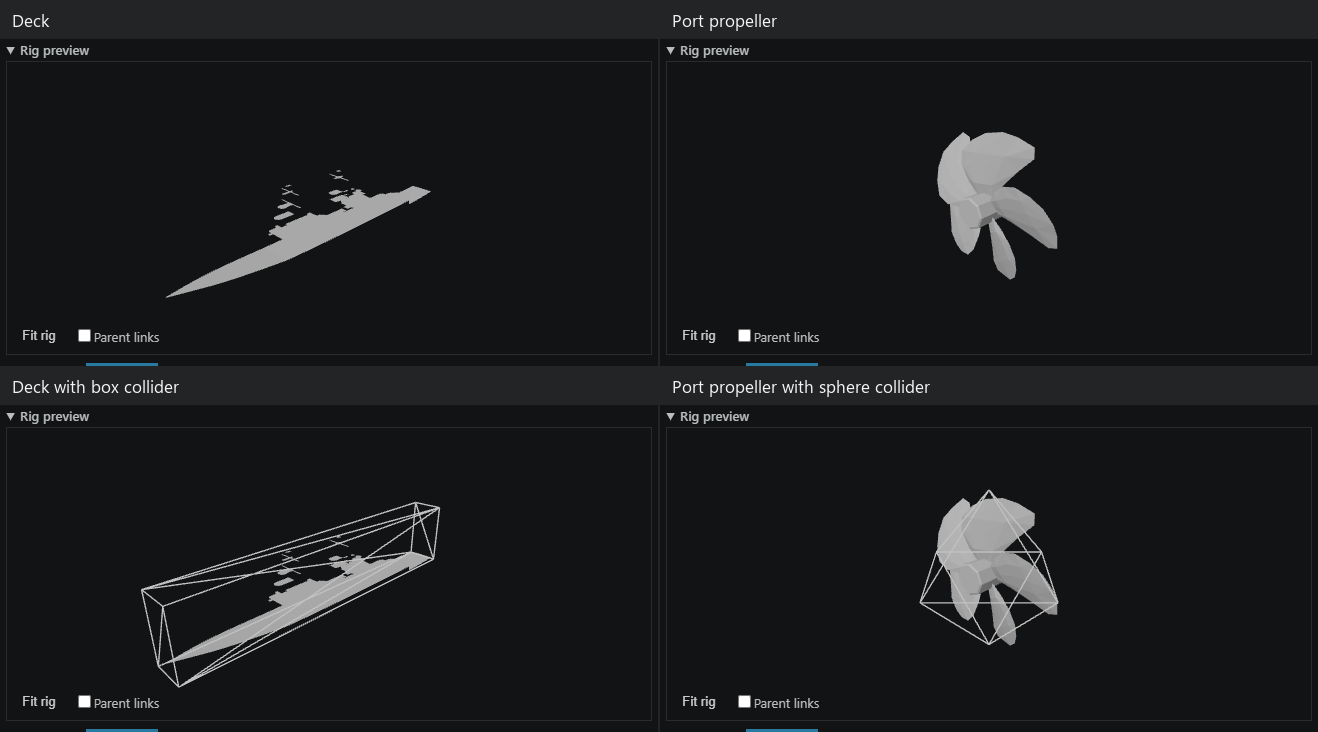 Deck
Port propeller
Rig preview
Rig preview
Fit rig
Parent links
Fit rig
Parent links
Deck with box collider
Port propeller with sphere collider
Rig preview
Rig preview
Fit rig
Parent links
Fit rig
Parent links